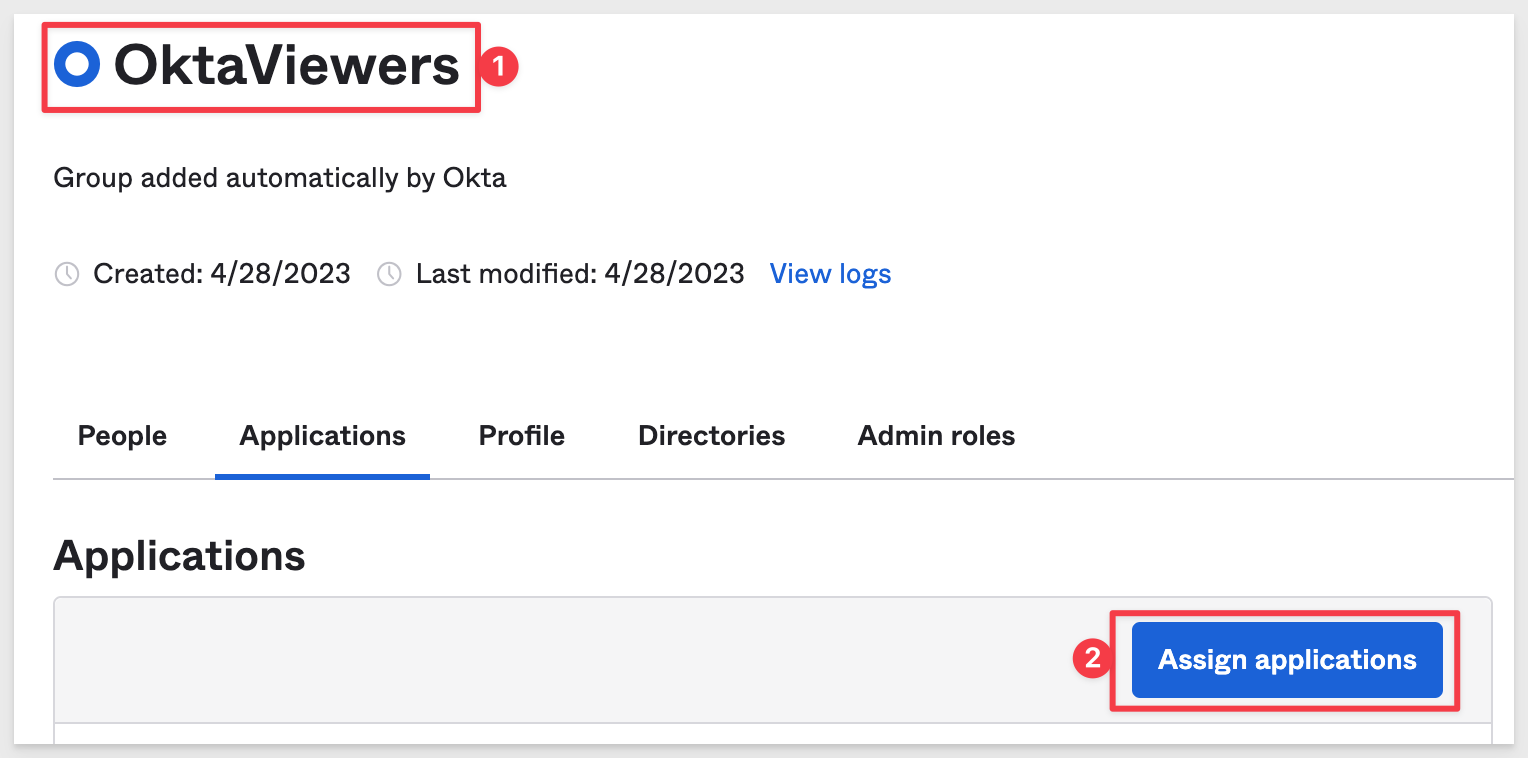 OktaViewers 1
Group added automatically by Okta
Created: 4/28/2023 Last modified: 4/28/2023 View logs
People Applications Profile Directories Admin roles
Applications
2 Assign applications